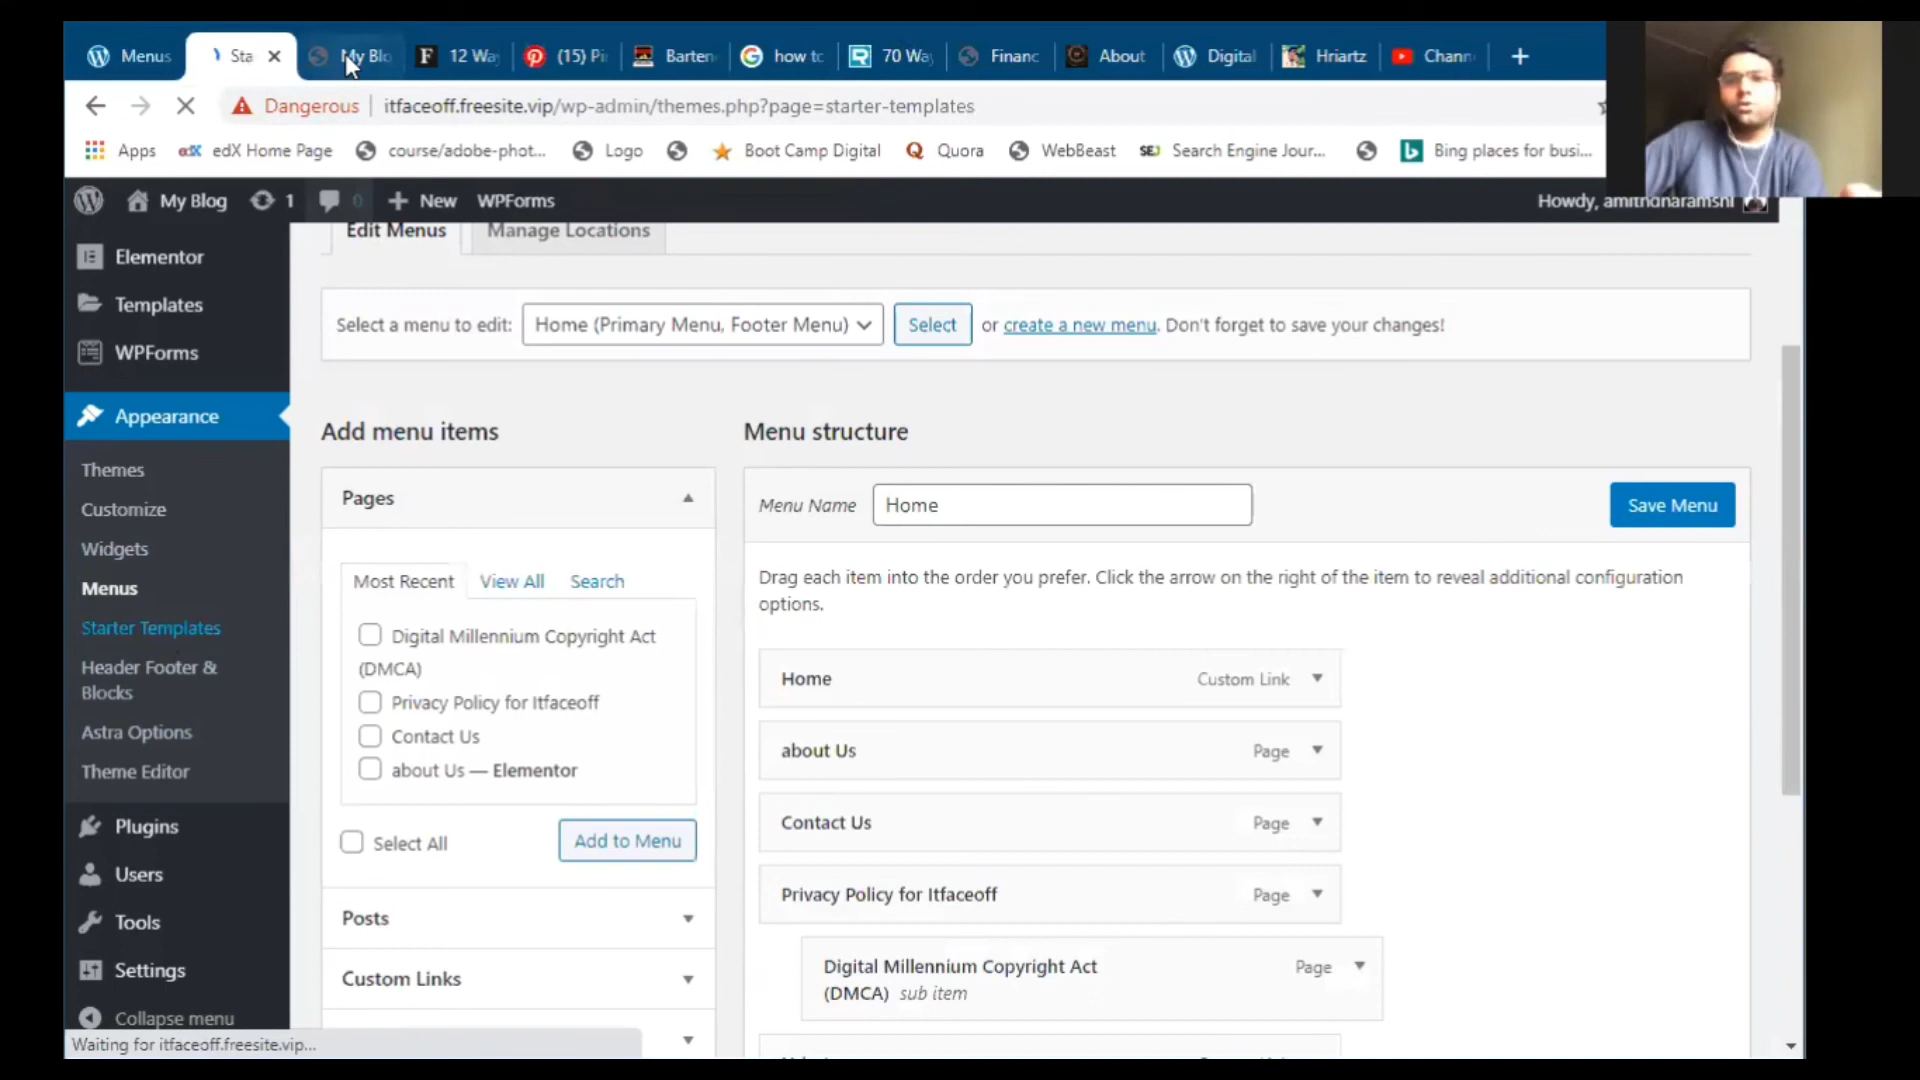 Menus
Sta
My Blo
12 Wa
(15) Pi
Barten
how to
70 Wa
Financ
About
Digital
Hriartz
Chann
Dangerous
itfaceoff.freesite.vip/wp-admin/themes.php?page=starter-templates
Apps
edX edX Home Page
course/adobe-phot...
Logo
Boot Camp Digital
Quora
WebBeast
SEJ Search Engine Jour...
Bing places for busi...
My Blog
1
0
New
WPForms
Howdy, amitndharamshi
Elementor
Templates
WPForms
Appearance
Themes
Customize
Widgets
Menus
Starter Templates
Header Footer &
Blocks
Astra Options
Theme Editor
Plugins
Users
Tools
Settings
Collapse menu
Edit Menus
Manage Locations
Select a menu to edit: Home (Primary Menu, Footer Menu) Select or create a new menu. Don't forget to save your changes!
Add menu items
Pages
Most Recent View All Search
Digital Millennium Copyright Act
(DMCA)
Privacy Policy for Itfaceoff
Contact Us
about Us — Elementor
Select All
Add to Menu
Posts
Custom Links
Menu structure
Menu Name Home
Save Menu
Drag each item into the order you prefer. Click the arrow on the right of the item to reveal additional configuration
options.
Home Custom Link
about Us Page
Contact Us Page
Privacy Policy for Itfaceoff Page
Digital Millennium Copyright Act Page
(DMCA) sub item
Waiting for itfaceoff.freesite.vip...